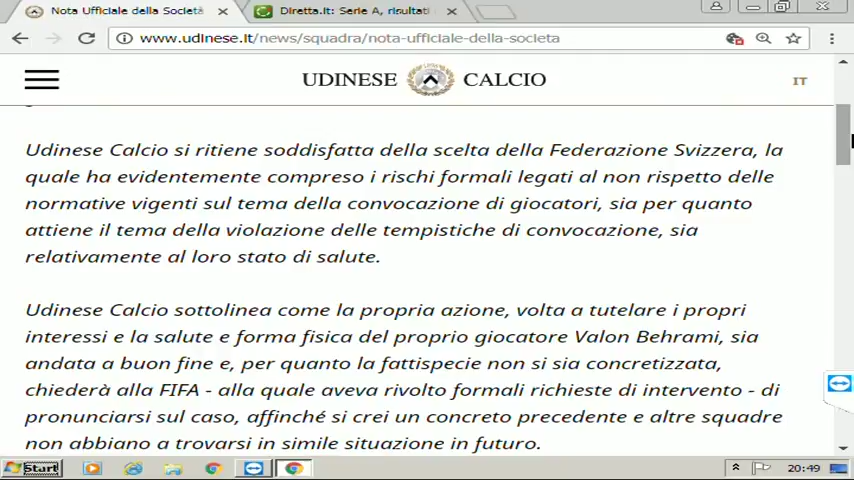 Nota Ufficiale della Società
Diretta.it: Serie A, risultati
www.udinese.it/news/squadra/nota-ufficiale-della-societa
UDINESE CALCIO
IT
Udinese Calcio si ritiene soddisfatta della scelta della Federazione Svizzera, la
quale ha evidentemente compreso i rischi formali legati al non rispetto delle
normative vigenti sul tema della convocazione di giocatori, sia per quanto
attiene il tema della violazione delle tempistiche di convocazione, sia
relativamente al loro stato di salute.
Udinese Calcio sottolinea come la propria azione, volta a tutelare i propri
interessi e la salute e forma fisica del proprio giocatore Valon Behrami, sia
andata a buon fine e, per quanto la fattispecie non si sia concretizzata,
chiederà alla FIFA - alla quale aveva rivolto formali richieste di intervento - di
pronunciarsi sul caso, affinché si crei un concreto precedente e altre squadre
non abbiano a trovarsi in simile situazione in futuro.
Start
20:49